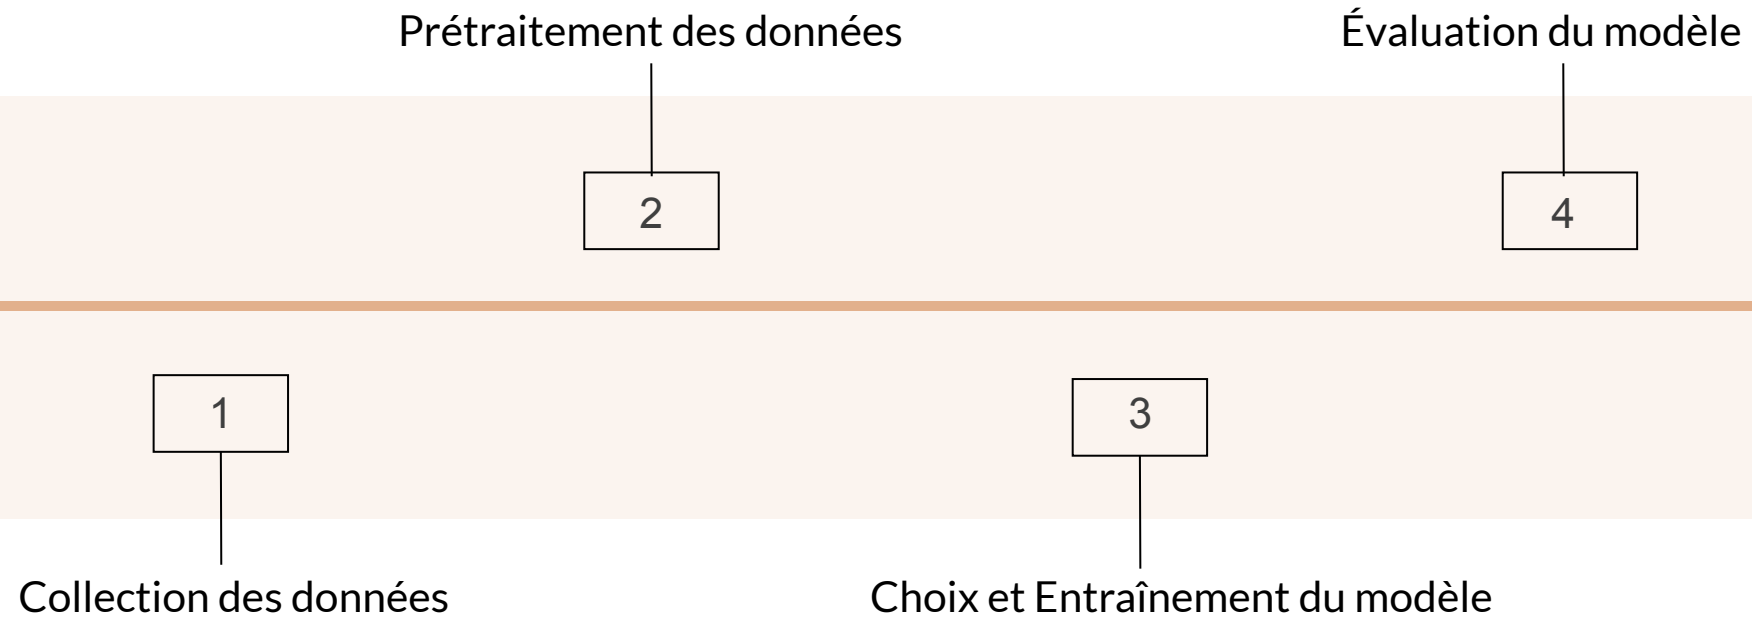 Prétraitement des données
Évaluation du modèle
2
4
1
3
Collection des données
Choix et Entraînement du modèle